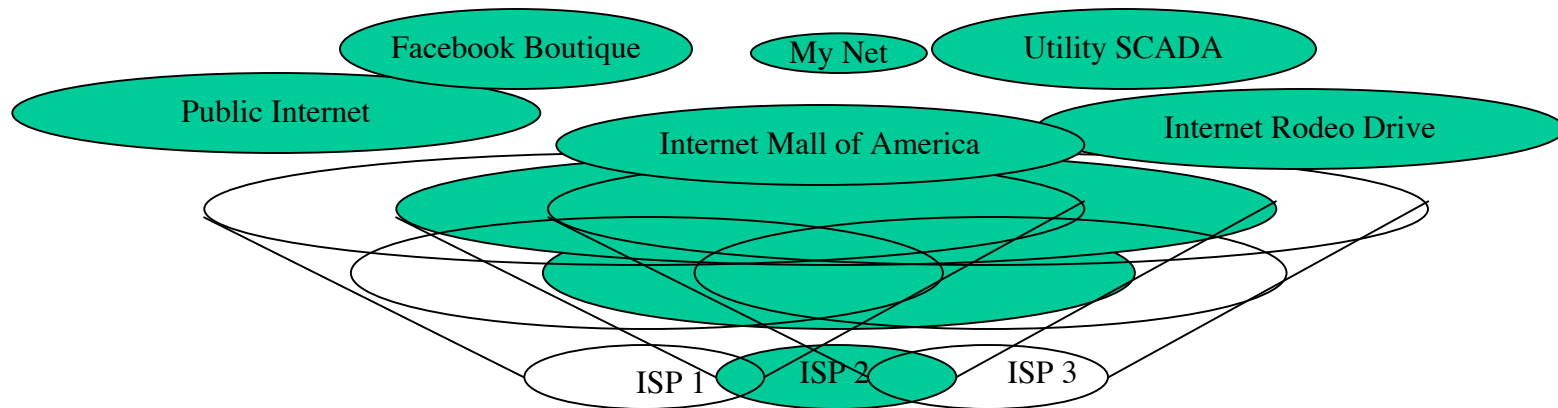 Facebook Boutique
My Net
Utility SCADA
Public Internet
Internet Mall of America
Internet Rodeo Drive
ISP 1
ISP 2
ISP 3